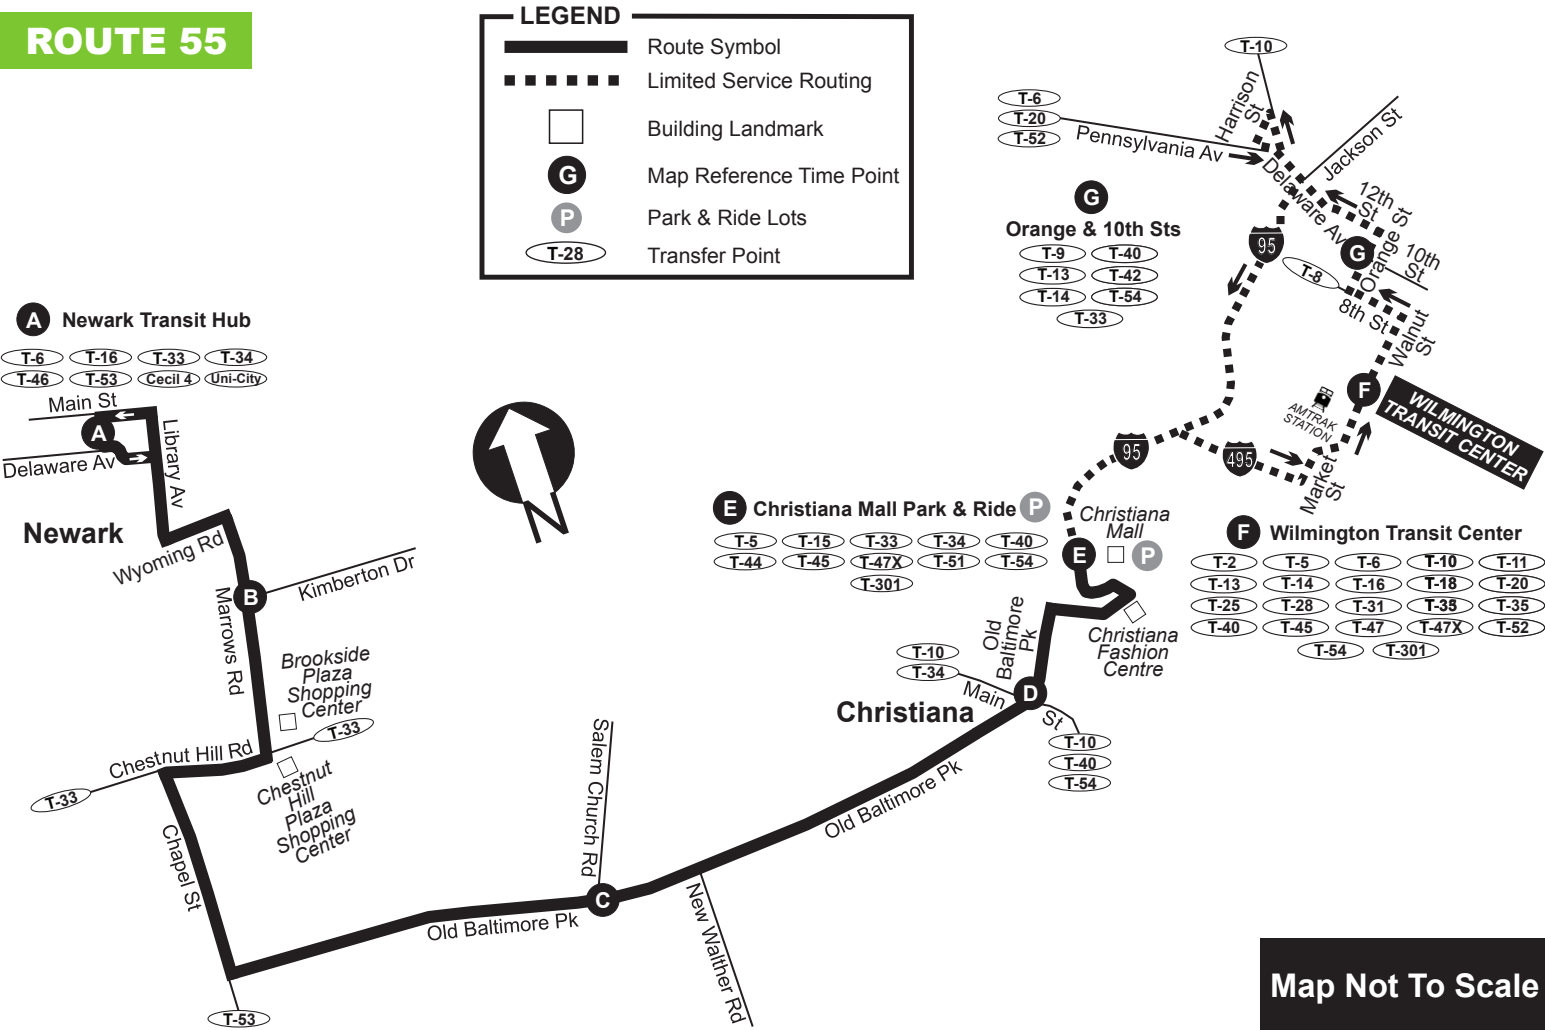 ROUTE 55
LEGEND
Route Symbol
Limited Service Routing
Building Landmark
G Map Reference Time Point
P Park & Ride Lots
T-28 Transfer Point
T-10
Harrison
St
T-6
T-20
T-52
Pennsylvania Av
Jackson St
Delaware Av
12th
St
Orange St
10th
St
G
T-8
8th St
Walnut
St
95
G
Orange & 10th Sts
T-9 T-40
T-13 T-42
T-14 T-54
T-33
F
WILMINGTON
TRANSIT CENTER
AMTRAK
STATION
Market
St
495
95
A Newark Transit Hub
T-6 T-16 T-33 T-34
T-46 T-53 Cecil 4 Uni-City
Main St
A
Delaware Av
Library Av
Newark
Wyoming Rd
B
Kimberton Dr
Marrows Rd
Brookside
Plaza
Shopping
Center
T-33
Chestnut Hill Rd
T-33
Chestnut
Hill
Plaza
Shopping
Center
Chapel St
T-53
Old Baltimore Pk
C
Salem Church Rd
New Walther Rd
Old Baltimore Pk
N
E Christiana Mall Park & Ride P
T-5 T-15 T-33 T-34 T-40
T-44 T-45 T-47X T-51 T-54
T-301
Christiana
Mall
E
P
Christiana
Fashion
Centre
Old
Baltimore
Pk
T-10
T-34
Main
St
D
Christiana
T-10
T-40
T-54
F Wilmington Transit Center
T-2 T-5 T-6 T-10 T-11
T-13 T-14 T-16 T-18 T-20
T-25 T-28 T-31 T-35 T-35
T-40 T-45 T-47 T-47X T-52
T-54 T-301
Map Not To Scale